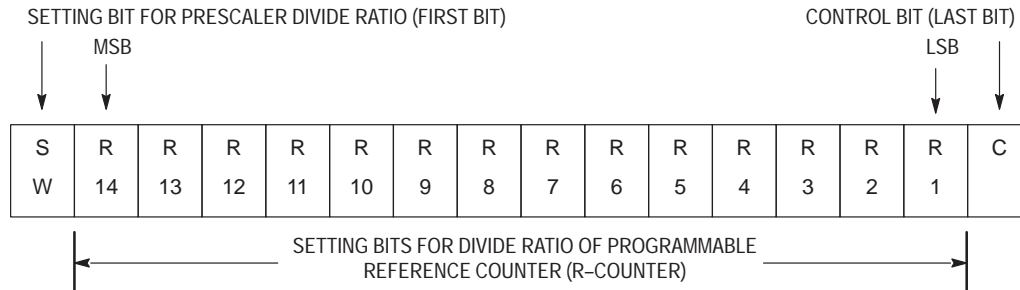 SETTING BIT FOR PRESCALER DIVIDE RATIO (FIRST BIT) CONTROL BIT (LAST BIT)
MSB LSB
S R R R R R R R R R R R R R R C
W 14 13 12 11 10 9 8 7 6 5 4 3 2 1
SETTING BITS FOR DIVIDE RATIO OF PROGRAMMABLE
REFERENCE COUNTER (R–COUNTER)